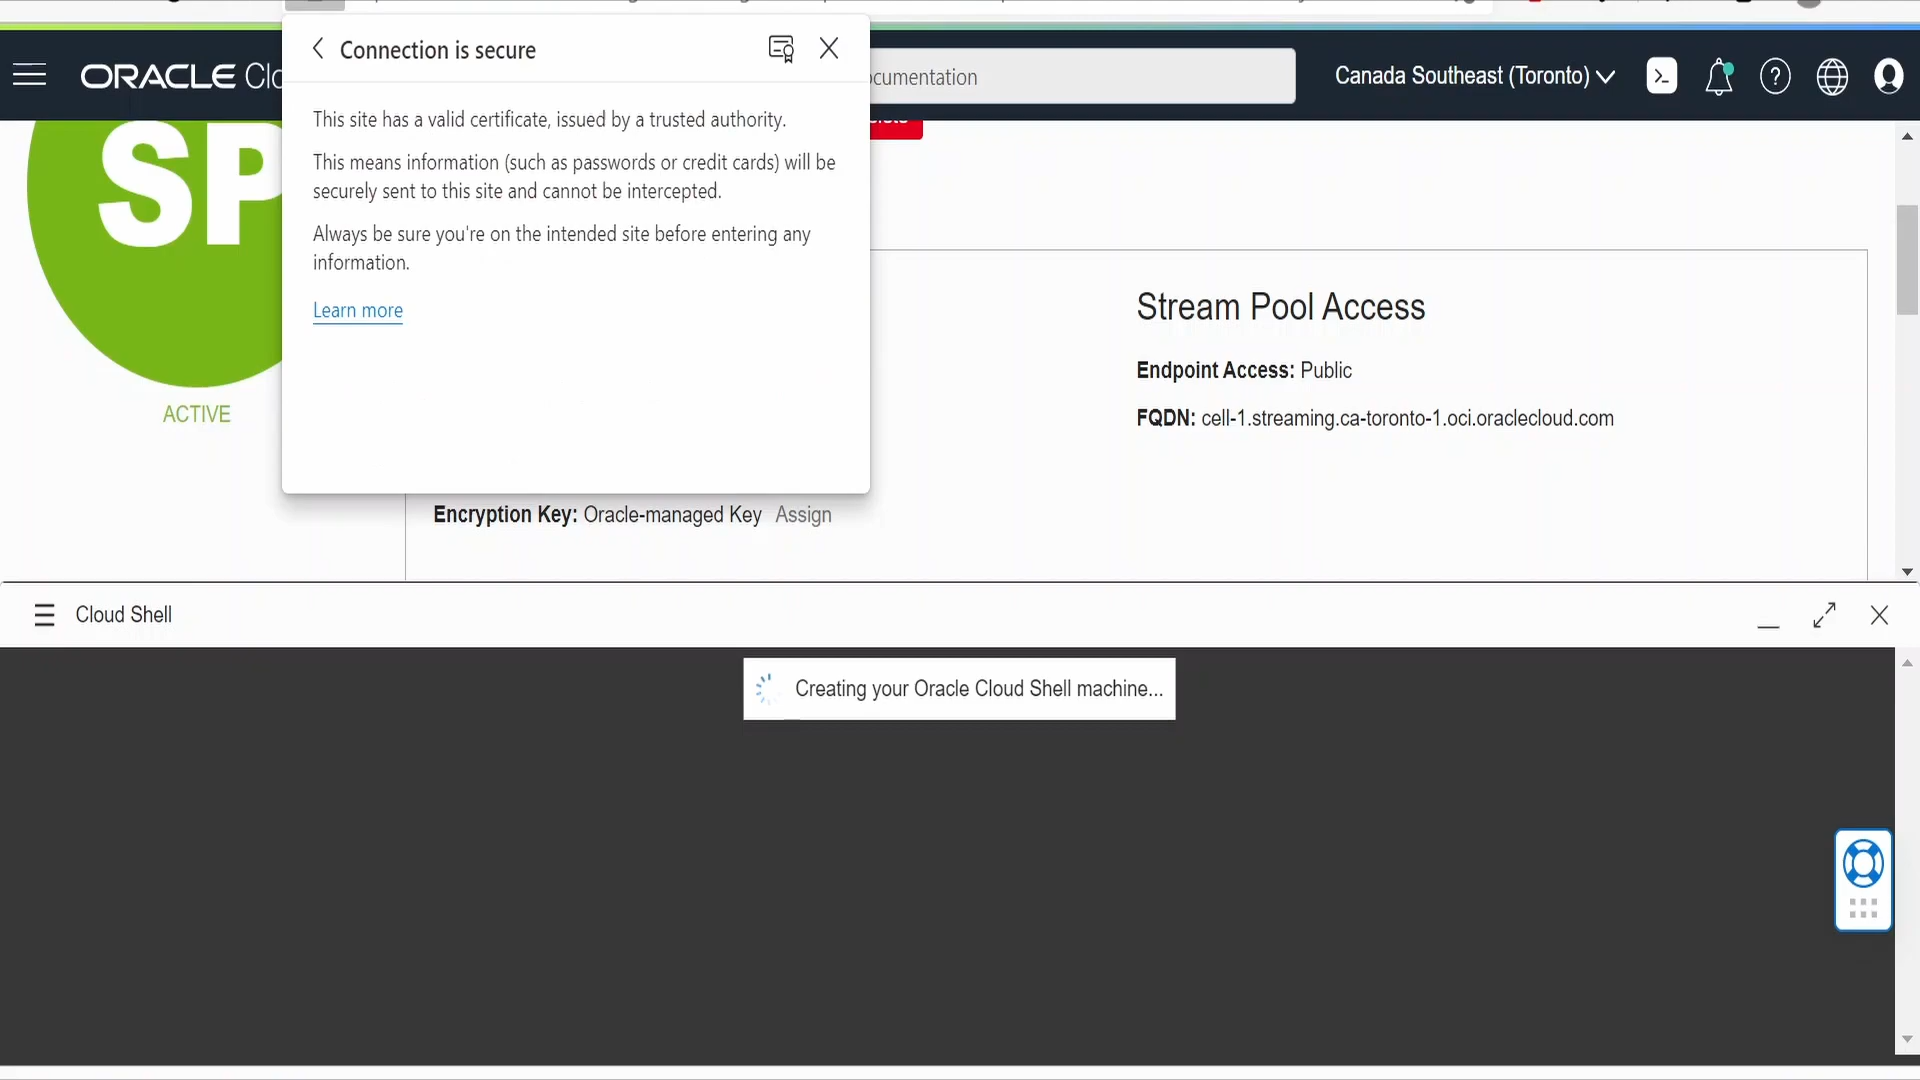 Connection is secure
ORACLE Clo
ocumentation
Canada Southeast (Toronto)
This site has a valid certificate, issued by a trusted authority.
This means information (such as passwords or credit cards) will be
securely sent to this site and cannot be intercepted.
Always be sure you're on the intended site before entering any
information.
Learn more
SP
ACTIVE
Stream Pool Access
Endpoint Access: Public
FQDN: cell-1.streaming.ca-toronto-1.oci.oraclecloud.com
Encryption Key: Oracle-managed Key Assign
Cloud Shell
Creating your Oracle Cloud Shell machine...